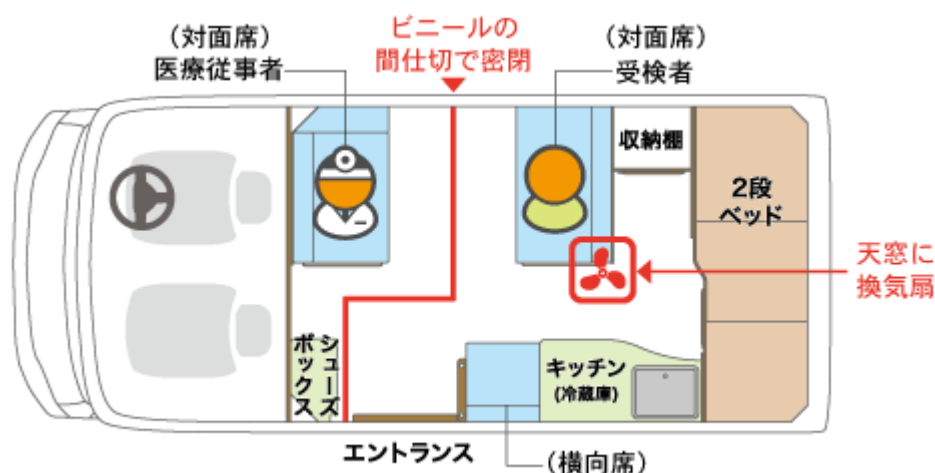 （対面席）
医療従事者
ビニールの
間仕切で密閉
（対面席）
受検者
収納棚
2段
ベッド
天窓に
換気扇
シューズ
ボックス
キッチン
(冷蔵庫)
エントランス
（横向席）